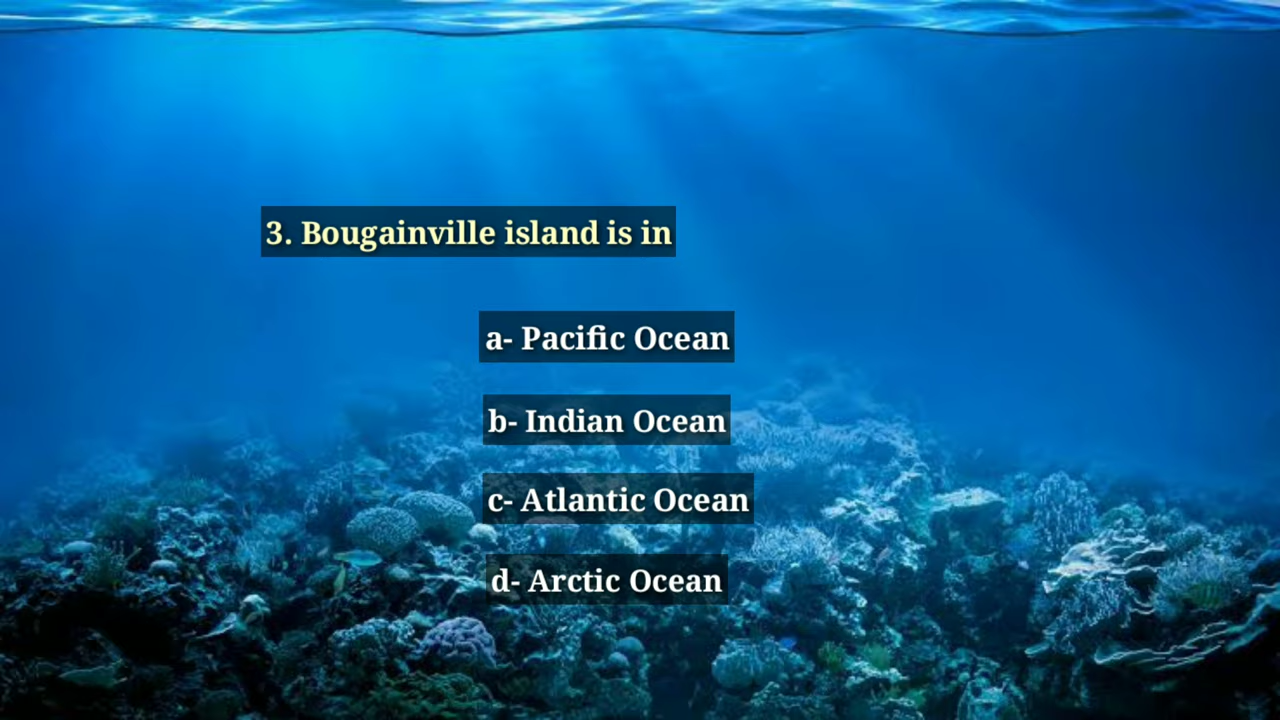 3. Bougainville island is in
a- Pacific Ocean
b- Indian Ocean
c- Atlantic Ocean
d- Arctic Ocean